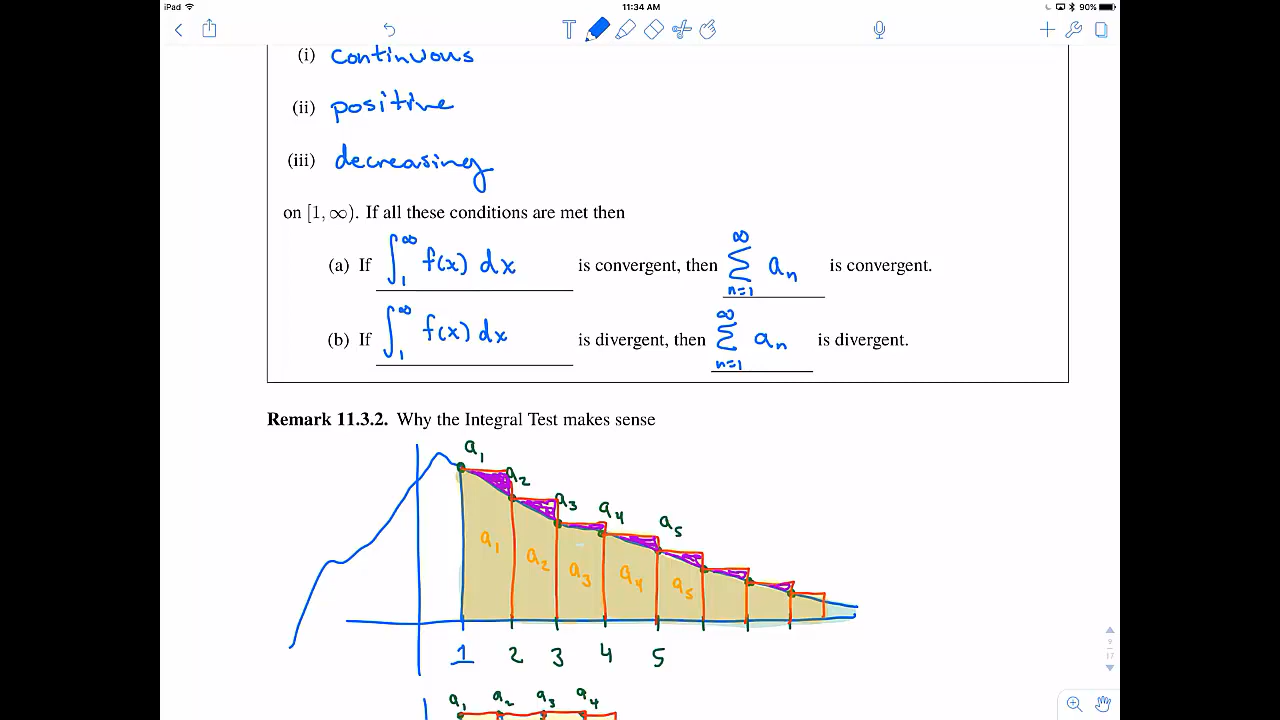 iPad 11:34 AM 90%
T
(i) continuous
(ii) positive
(iii) decreasing
on [1, ∞). If all these conditions are met then
(a) If ∫₁^∞ f(x) dx is convergent, then ∑_{n=1}^∞ aₙ is convergent.
(b) If ∫₁^∞ f(x) dx is divergent, then ∑_{n=1}^∞ aₙ is divergent.
Remark 11.3.2. Why the Integral Test makes sense
a₁ a₂ a₃ a₄ a₅
a₁ a₂ a₃ a₄ a₅
1 2 3 4 5
9
17
a₁ a₂ a₃ a₄